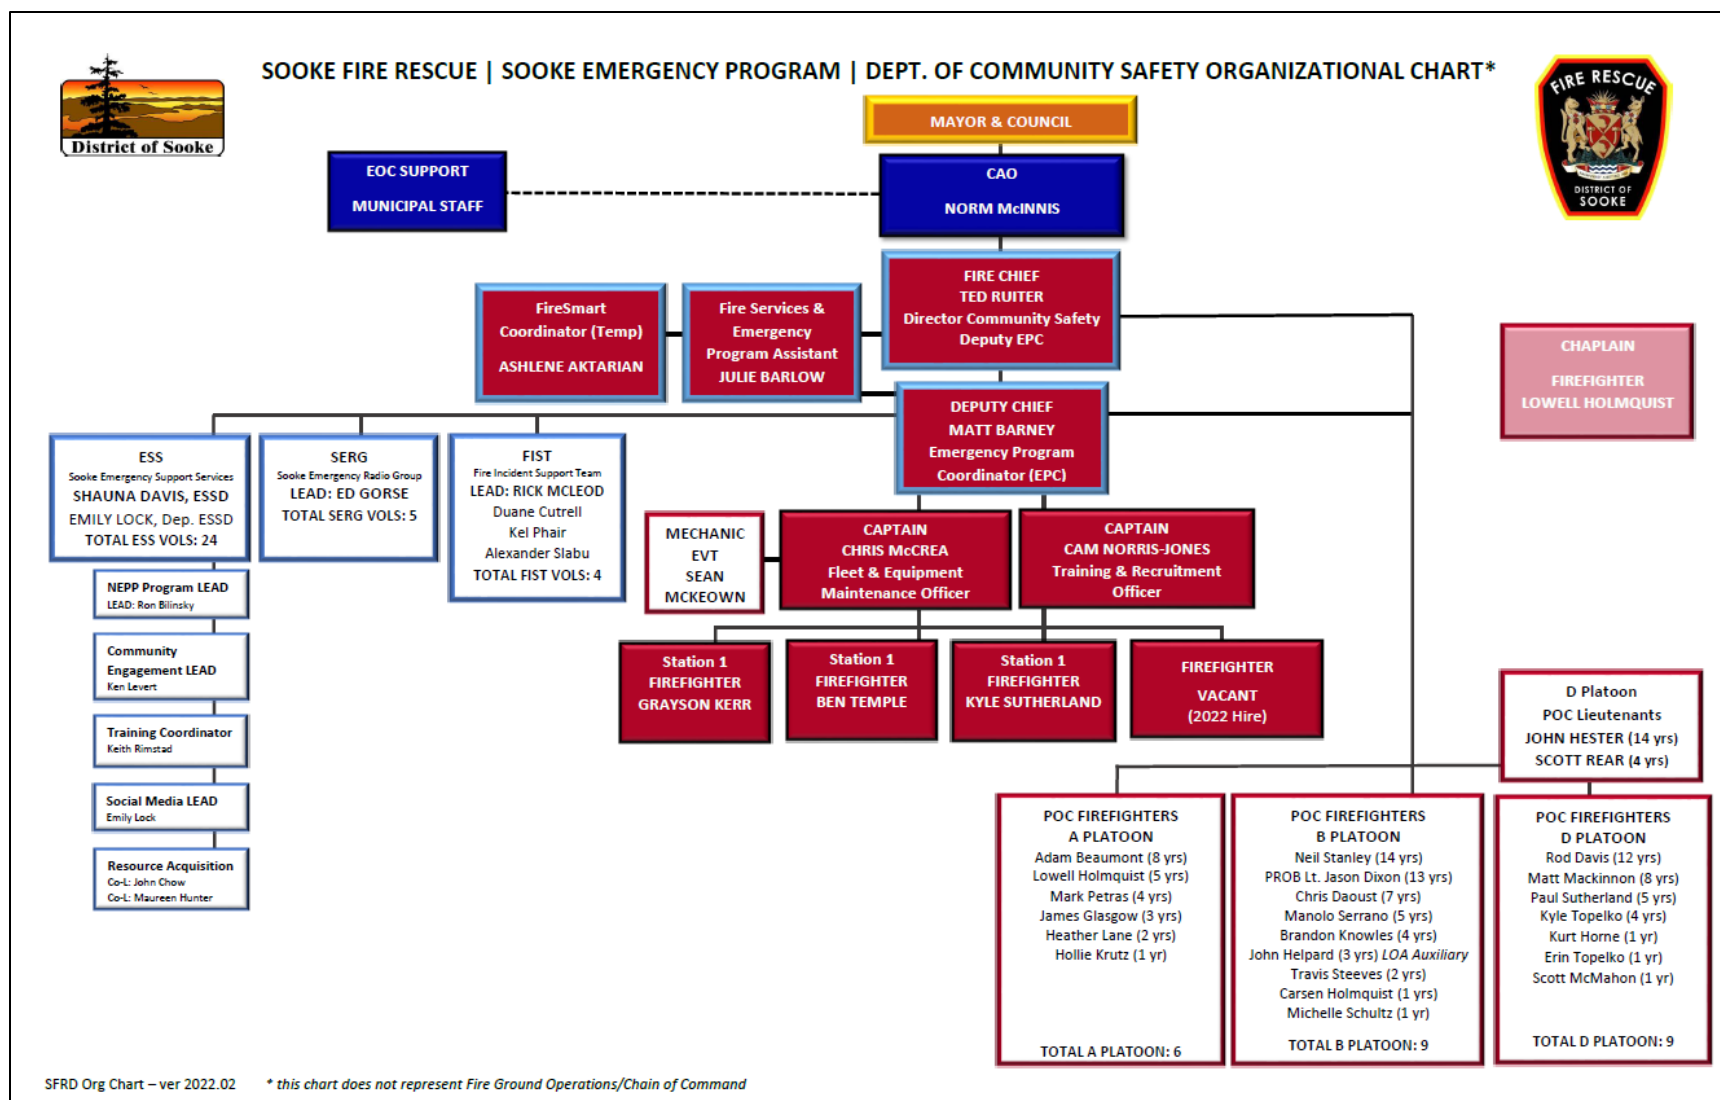 SOOKE FIRE RESCUE | SOOKE EMERGENCY PROGRAM | DEPT. OF COMMUNITY SAFETY ORGANIZATIONAL CHART*
District of Sooke
FIRE RESCUE
DISTRICT OF
SOOKE
MAYOR & COUNCIL
EOC SUPPORT
MUNICIPAL STAFF
CAO
NORM McINNIS
FIRE CHIEF
TED RUITER
Director Community Safety
Deputy EPC
FireSmart
Coordinator (Temp)
ASHLENE AKTARIAN
Fire Services &
Emergency
Program Assistant
JULIE BARLOW
CHAPLAIN
FIREFIGHTER
LOWELL HOLMQUIST
DEPUTY CHIEF
MATT BARNEY
Emergency Program
Coordinator (EPC)
ESS
Sooke Emergency Support Services
SHAUNA DAVIS, ESSD
EMILY LOCK, Dep. ESSD
TOTAL ESS VOLS: 24
SERG
Sooke Emergency Radio Group
LEAD: ED GORSE
TOTAL SERG VOLS: 5
FIST
Fire Incident Support Team
LEAD: RICK MCLEOD
Duane Cutrell
Kel Phair
Alexander Slabu
TOTAL FIST VOLS: 4
MECHANIC
EVT
SEAN
MCKEOWN
CAPTAIN
CHRIS McCREA
Fleet & Equipment
Maintenance Officer
CAPTAIN
CAM NORRIS-JONES
Training & Recruitment
Officer
NEPP Program LEAD
LEAD: Ron Bilinsky
Community
Engagement LEAD
Ken Levert
Training Coordinator
Keith Rimstad
Social Media LEAD
Emily Lock
Resource Acquisition
Co-L: John Chow
Co-L: Maureen Hunter
Station 1
FIREFIGHTER
GRAYSON KERR
Station 1
FIREFIGHTER
BEN TEMPLE
Station 1
FIREFIGHTER
KYLE SUTHERLAND
FIREFIGHTER
VACANT
(2022 Hire)
D Platoon
POC Lieutenants
JOHN HESTER (14 yrs)
SCOTT REAR (4 yrs)
POC FIREFIGHTERS
A PLATOON
Adam Beaumont (8 yrs)
Lowell Holmquist (5 yrs)
Mark Petras (4 yrs)
James Glasgow (3 yrs)
Heather Lane (2 yrs)
Hollie Krutz (1 yr)
TOTAL A PLATOON: 6
POC FIREFIGHTERS
B PLATOON
Neil Stanley (14 yrs)
PROB Lt. Jason Dixon (13 yrs)
Chris Daoust (7 yrs)
Manolo Serrano (5 yrs)
Brandon Knowles (4 yrs)
John Helpard (3 yrs) LOA Auxiliary
Travis Steeves (2 yrs)
Carsen Holmquist (1 yrs)
Michelle Schultz (1 yr)
TOTAL B PLATOON: 9
POC FIREFIGHTERS
D PLATOON
Rod Davis (12 yrs)
Matt Mackinnon (8 yrs)
Paul Sutherland (5 yrs)
Kyle Topelko (4 yrs)
Kurt Horne (1 yr)
Erin Topelko (1 yr)
Scott McMahon (1 yr)
TOTAL D PLATOON: 9
SFRD Org Chart – ver 2022.02
* this chart does not represent Fire Ground Operations/Chain of Command